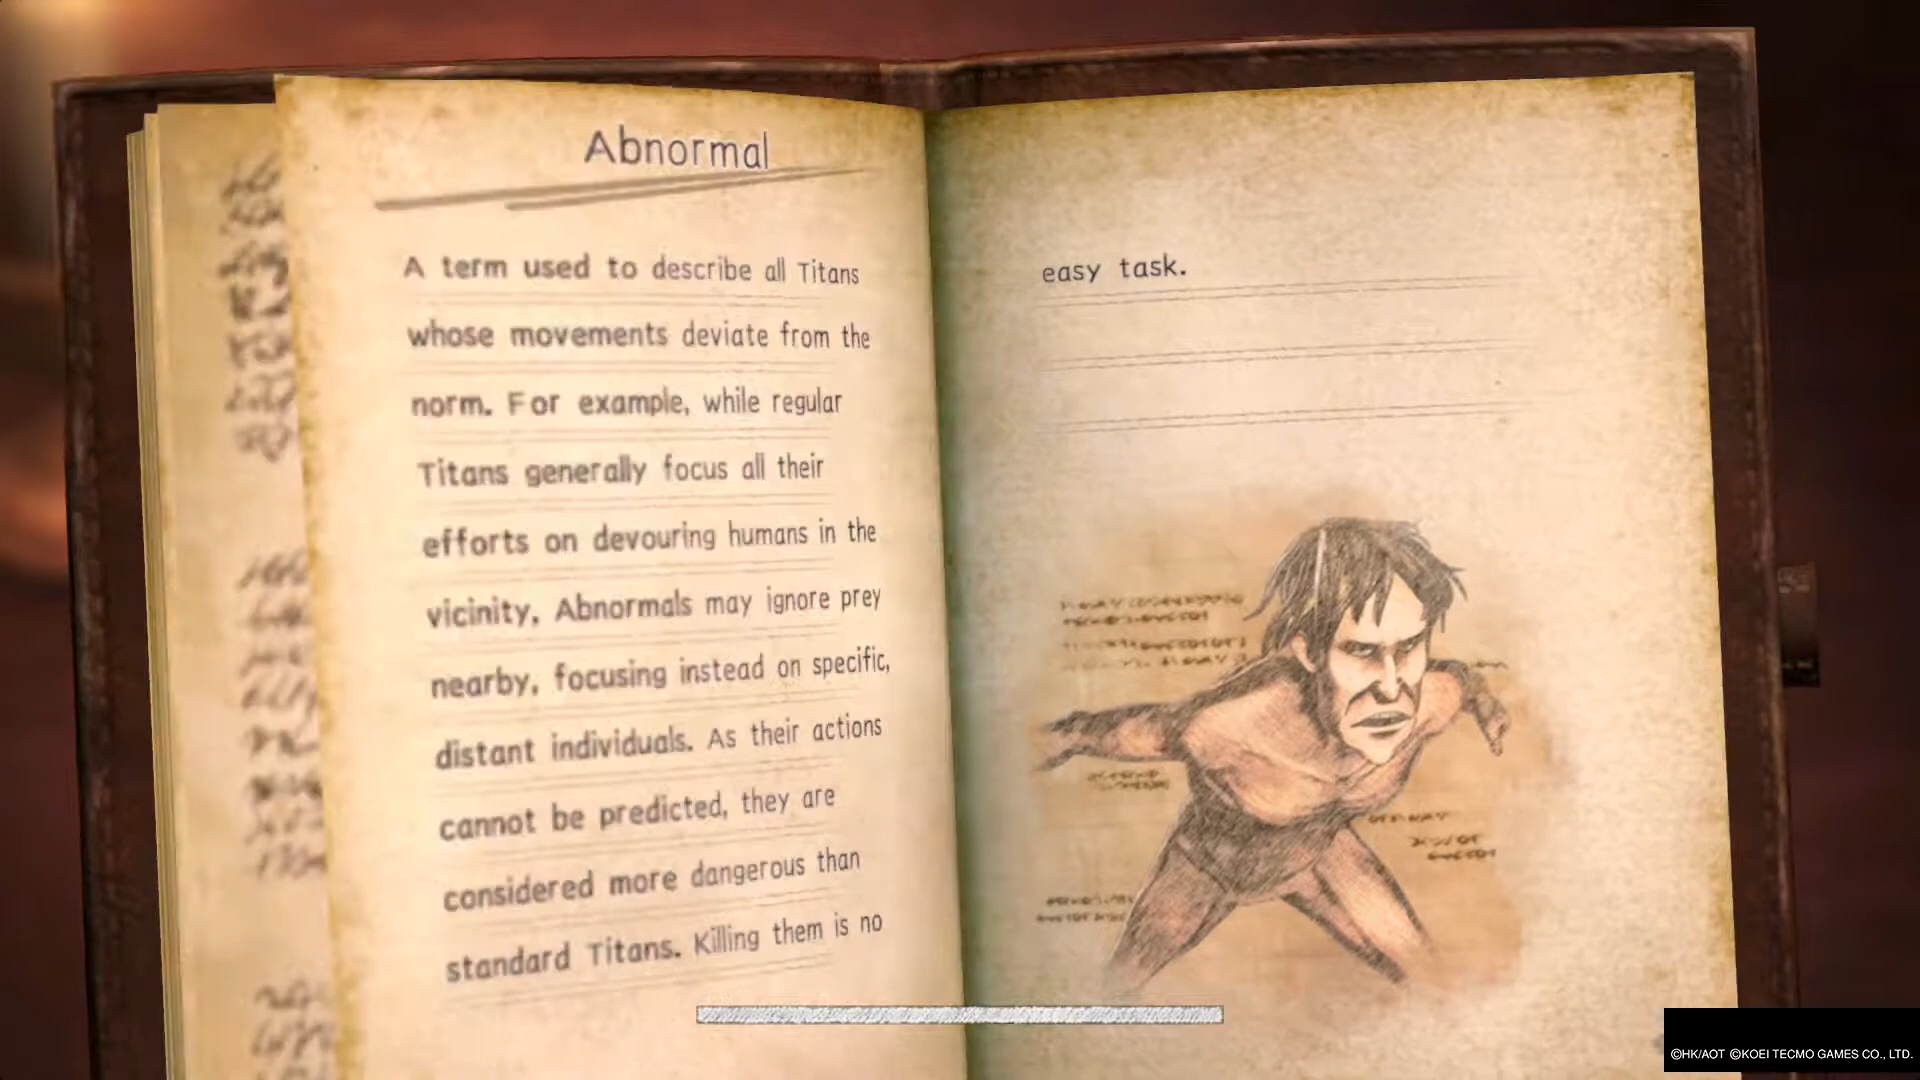 Abnormal
A term used to describe all Titans
whose movements deviate from the
norm. For example, while regular
Titans generally focus all their
efforts on devouring humans in the
vicinity, Abnormals may ignore prey
nearby, focusing instead on specific,
distant individuals. As their actions
cannot be predicted, they are
considered more dangerous than
standard Titans. Killing them is no
easy task.
©HK/AOT ©KOEI TECMO GAMES CO., LTD.